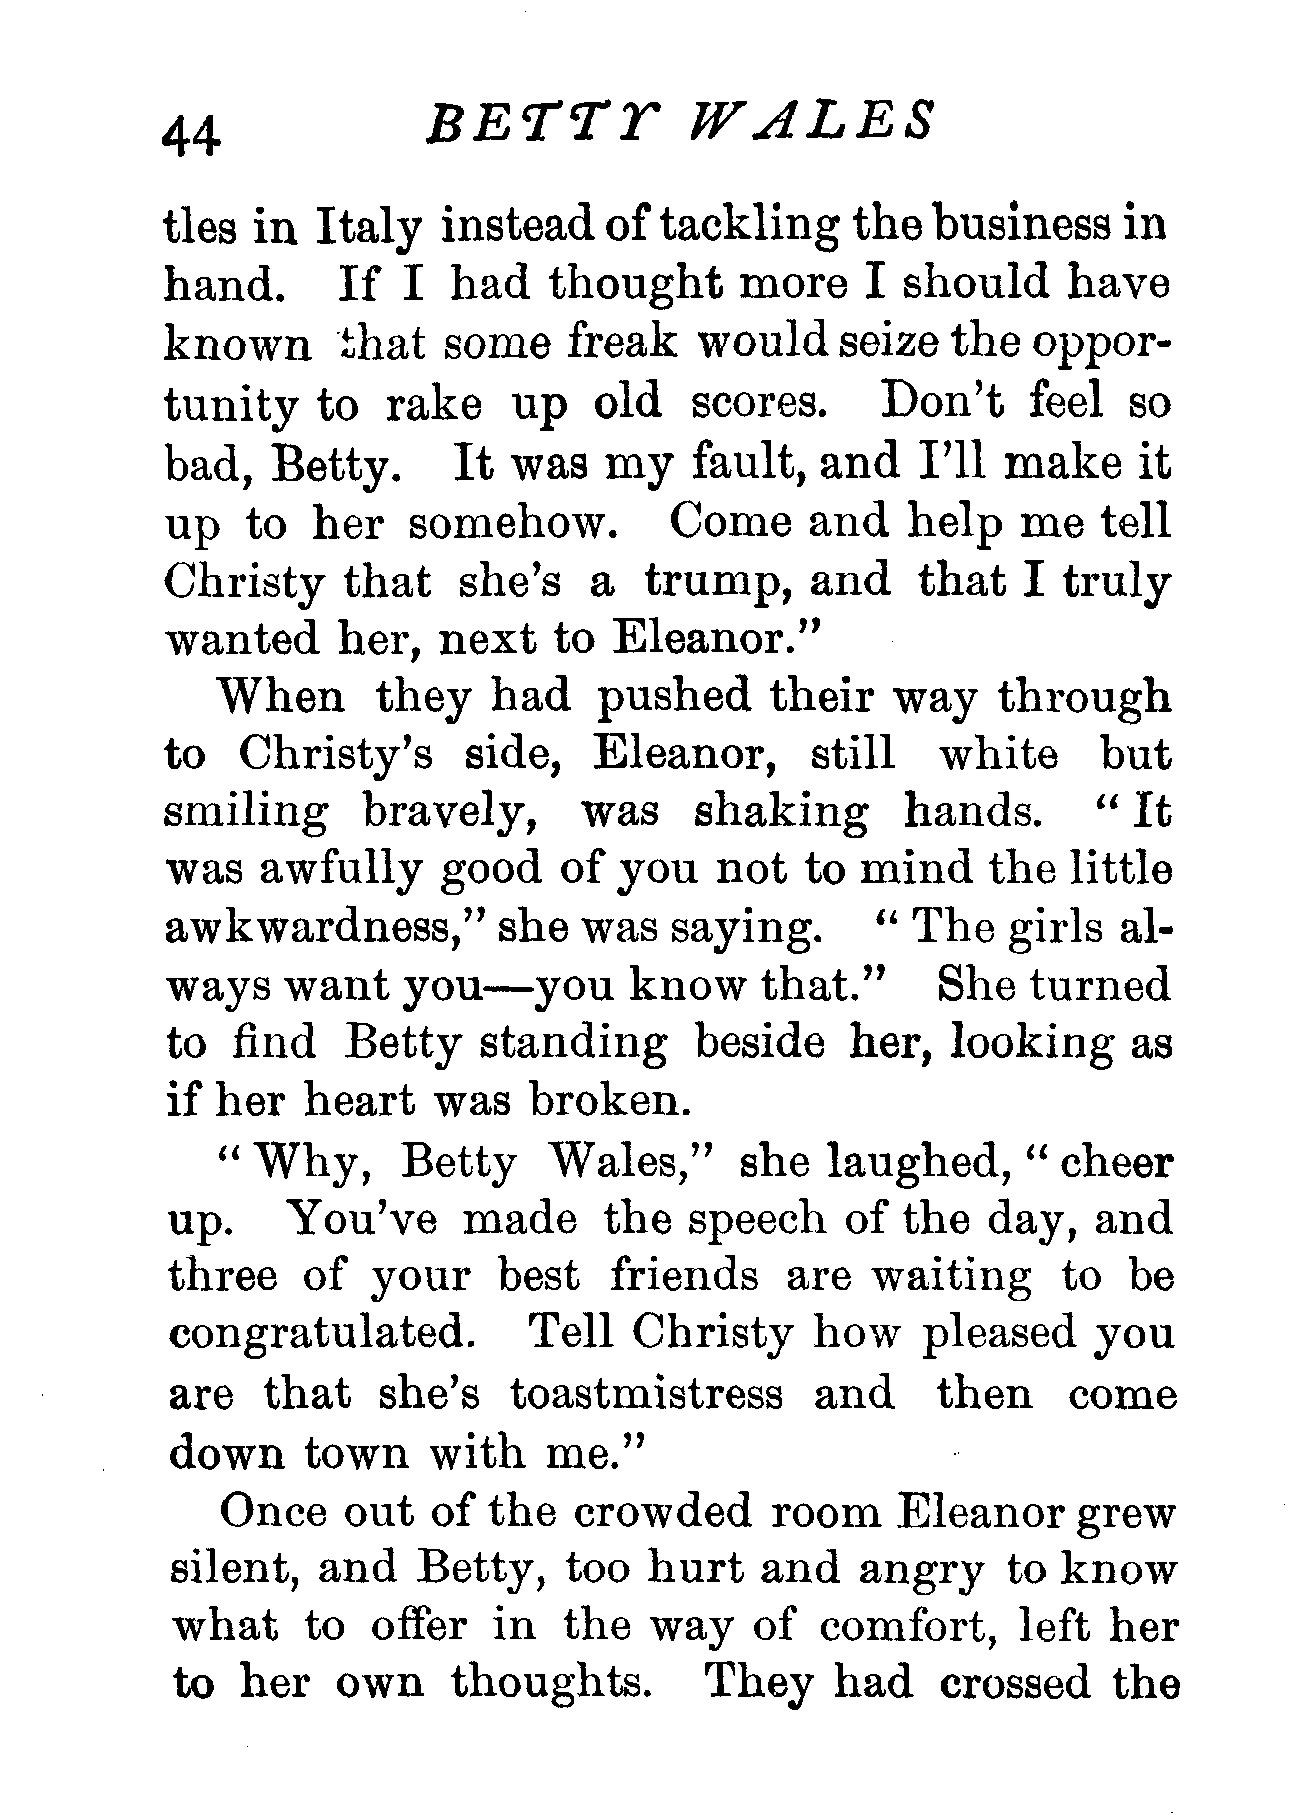 44 BETTY WALES
tles in Italy instead of tackling the business in
hand. If I had thought more I should have
known that some freak would seize the oppor-
tunity to rake up old scores. Don't feel so
bad, Betty. It was my fault, and I'll make it
up to her somehow. Come and help me tell
Christy that she's a trump, and that I truly
wanted her, next to Eleanor."
When they had pushed their way through
to Christy's side, Eleanor, still white but
smiling bravely, was shaking hands. "It
was awfully good of you not to mind the little
awkwardness," she was saying. "The girls al-
ways want you—you know that." She turned
to find Betty standing beside her, looking as
if her heart was broken.
"Why, Betty Wales," she laughed, "cheer
up. You've made the speech of the day, and
three of your best friends are waiting to be
congratulated. Tell Christy how pleased you
are that she's toastmistress and then come
down town with me."
Once out of the crowded room Eleanor grew
silent, and Betty, too hurt and angry to know
what to offer in the way of comfort, left her
to her own thoughts. They had crossed the